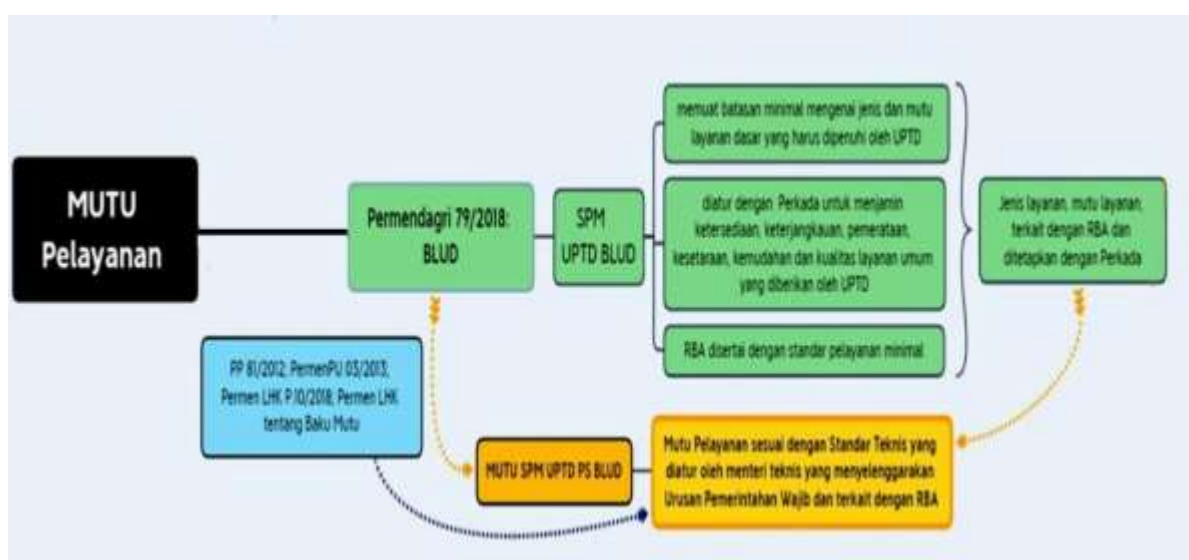 MUTU
Pelayanan
Permendagri 79/2018:
BLUD
SPM
UPTD BLUD
memuat batasan minimal mengenai jenis dan mutu
layanan dasar yang harus dipenuhi oleh UPTD
diatur dengan Perkada untuk menjamin
ketersediaan, keterjangkauan, pemerataan,
kesetaraan, kemudahan dan kualitas layanan umum
yang diberikan oleh UPTD
RBA disertai dengan standar pelayanan minimal
Jenis layanan, mutu layanan,
terkait dengan RBA dan
ditetapkan dengan Perkada
PP 81/2012; PermenPU 03/2013;
Permen LHK P.10/2018; Permen LHK
tentang Baku Mutu
MUTU SPM UPTD PS BLUD
Mutu Pelayanan sesuai dengan Standar Teknis yang
diatur oleh menteri teknis yang menyelenggarakan
Urusan Pemerintahan Wajib dan terkait dengan RBA